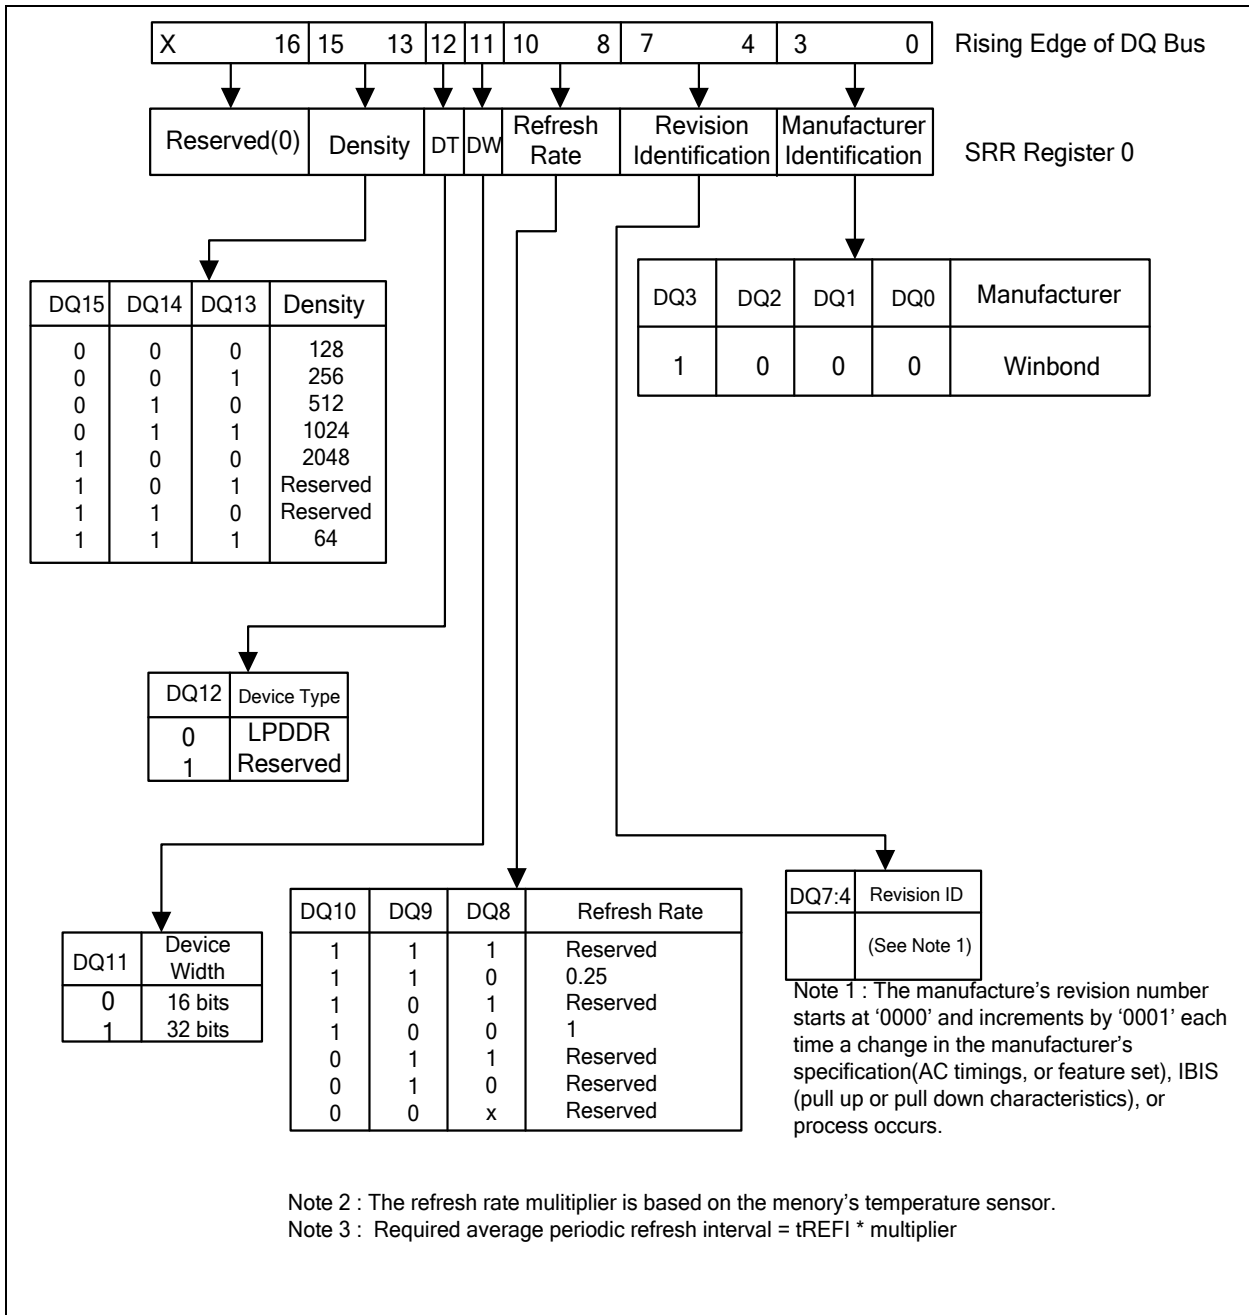 X 16 15 13 12 11 10 8 7 4 3 0 Rising Edge of DQ Bus
Reserved(0) Density DT DW Refresh Rate Revision Identification Manufacturer Identification SRR Register 0
DQ15 DQ14 DQ13 Density
0 0 0 128
0 0 1 256
0 1 0 512
0 1 1 1024
1 0 0 2048
1 0 1 Reserved
1 1 0 Reserved
1 1 1 64
DQ3 DQ2 DQ1 DQ0 Manufacturer
1 0 0 0 Winbond
DQ12 Device Type
0 LPDDR
1 Reserved
DQ11 Device Width
0 16 bits
1 32 bits
DQ10 DQ9 DQ8 Refresh Rate
1 1 1 Reserved
1 1 0 0.25
1 0 1 Reserved
1 0 0 1
0 1 1 Reserved
0 1 0 Reserved
0 0 x Reserved
DQ7:4 Revision ID
(See Note 1)
Note 1 : The manufacture's revision number
starts at '0000' and increments by '0001' each
time a change in the manufacturer's
specification(AC timings, or feature set), IBIS
(pull up or pull down characteristics), or
process occurs.
Note 2 : The refresh rate mulitiplier is based on the menory's temperature sensor.
Note 3 : Required average periodic refresh interval = tREFI * multiplier